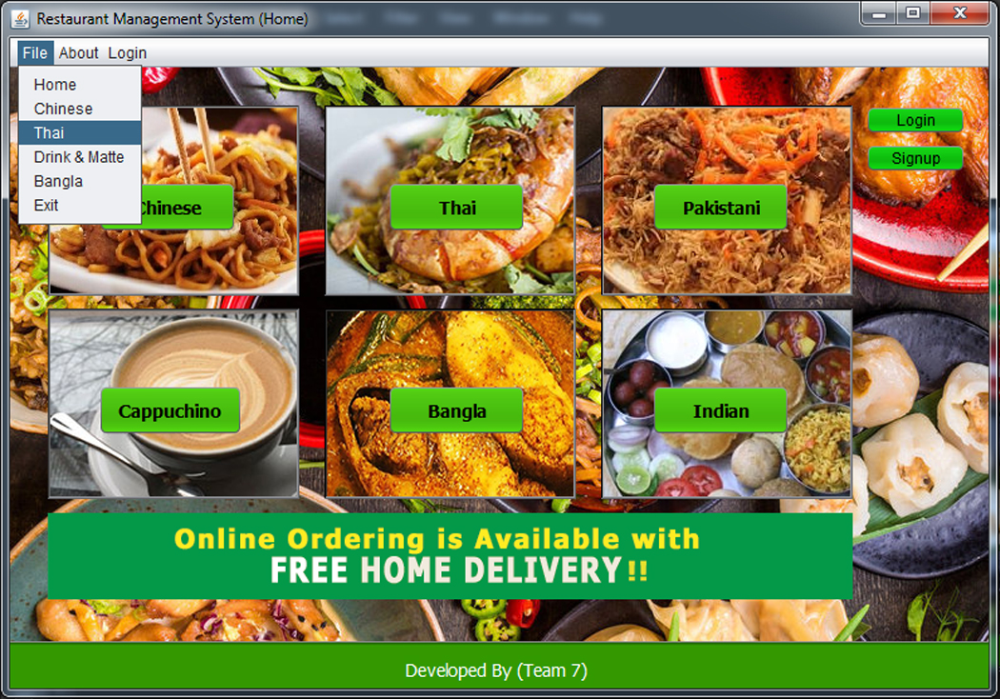 Restaurant Management System (Home)
File About Login
Home
Chinese
Thai
Drink & Matte
Bangla
Exit
Login
Signup
Chinese
Thai
Pakistani
Cappuchino
Bangla
Indian
Online Ordering is Available with
FREE HOME DELIVERY!!
Developed By (Team 7)